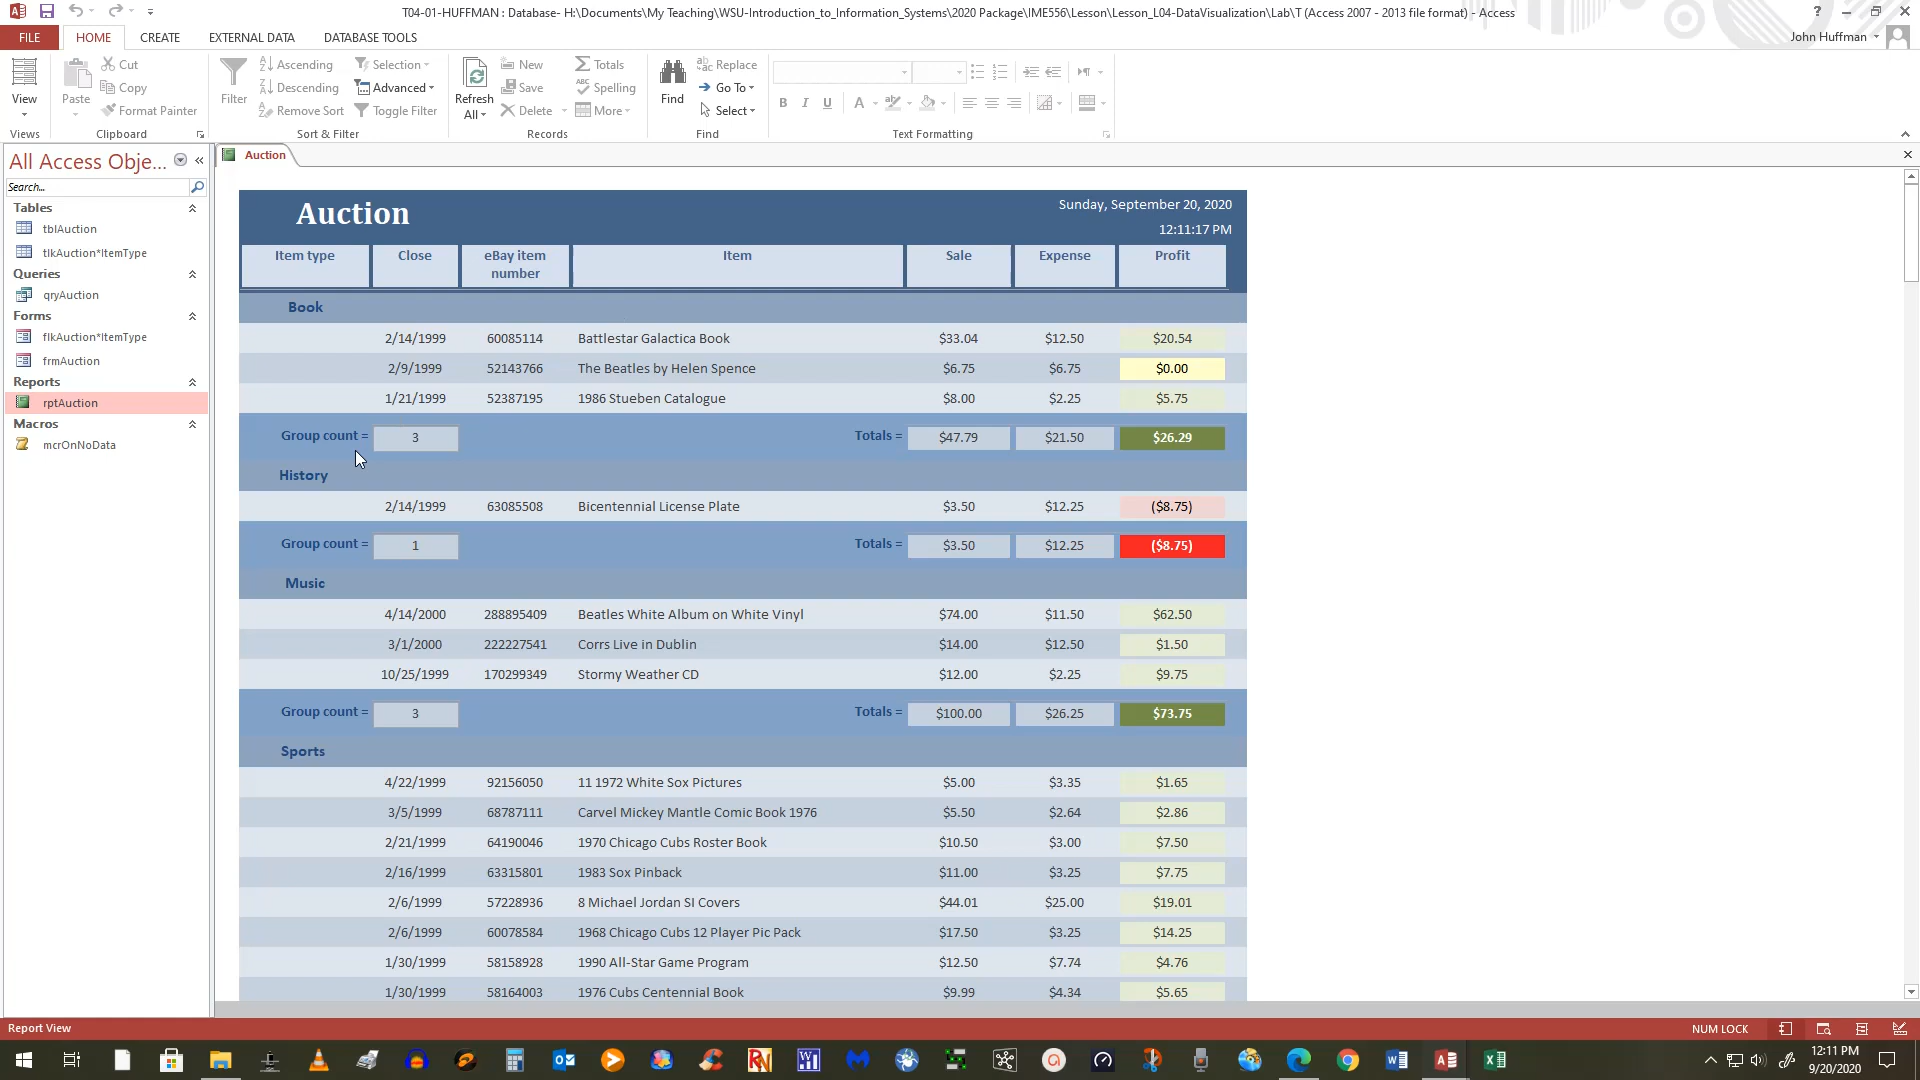 T04-01-HUFFMAN : Database- H:\Documents\My Teaching\WSU-Introduction_to_Information_Systems\2020 Package\IME556\Lesson\Lesson_L04-DataVisualization\Lab\T (Access 2007 - 2013 file format) - Access
?
FILE HOME CREATE EXTERNAL DATA DATABASE TOOLS
John Huffman
View
Views
Paste
Cut
Copy
Format Painter
Clipboard
Filter
Ascending
Descending
Remove Sort
Selection
Advanced
Toggle Filter
Sort & Filter
Refresh All
New
Save
Delete
Totals
Spelling
More
Records
Find
Replace
Go To
Select
Find
B I U A
Text Formatting
All Access Obje... «
Search...
Tables
tblAuction
tlkAuction*ItemType
Queries
qryAuction
Forms
flkAuction*ItemType
frmAuction
Reports
rptAuction
Macros
mcrOnNoData
Auction
Auction
Sunday, September 20, 2020
12:11:17 PM
Item type Close eBay item number Item Sale Expense Profit
Book
2/14/1999 60085114 Battlestar Galactica Book $33.04 $12.50 $20.54
2/9/1999 52143766 The Beatles by Helen Spence $6.75 $6.75 $0.00
1/21/1999 52387195 1986 Stueben Catalogue $8.00 $2.25 $5.75
Group count = 3 Totals = $47.79 $21.50 $26.29
History
2/14/1999 63085508 Bicentennial License Plate $3.50 $12.25 ($8.75)
Group count = 1 Totals = $3.50 $12.25 ($8.75)
Music
4/14/2000 288895409 Beatles White Album on White Vinyl $74.00 $11.50 $62.50
3/1/2000 222227541 Corrs Live in Dublin $14.00 $12.50 $1.50
10/25/1999 170299349 Stormy Weather CD $12.00 $2.25 $9.75
Group count = 3 Totals = $100.00 $26.25 $73.75
Sports
4/22/1999 92156050 11 1972 White Sox Pictures $5.00 $3.35 $1.65
3/5/1999 68787111 Carvel Mickey Mantle Comic Book 1976 $5.50 $2.64 $2.86
2/21/1999 64190046 1970 Chicago Cubs Roster Book $10.50 $3.00 $7.50
2/16/1999 63315801 1983 Sox Pinback $11.00 $3.25 $7.75
2/6/1999 57228936 8 Michael Jordan SI Covers $44.01 $25.00 $19.01
2/6/1999 60078584 1968 Chicago Cubs 12 Player Pic Pack $17.50 $3.25 $14.25
1/30/1999 58158928 1990 All-Star Game Program $12.50 $7.74 $4.76
1/30/1999 58164003 1976 Cubs Centennial Book $9.99 $4.34 $5.65
Report View
NUM LOCK
12:11 PM
9/20/2020